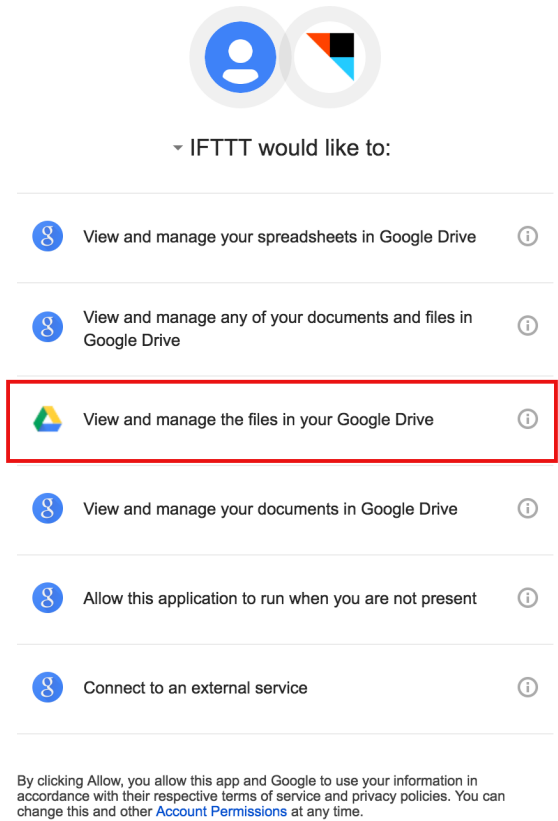 IFTTT would like to:
View and manage your spreadsheets in Google Drive
View and manage any of your documents and files in
Google Drive
View and manage the files in your Google Drive
View and manage your documents in Google Drive
Allow this application to run when you are not present
Connect to an external service
By clicking Allow, you allow this app and Google to use your information in
accordance with their respective terms of service and privacy policies. You can
change this and other Account Permissions at any time.